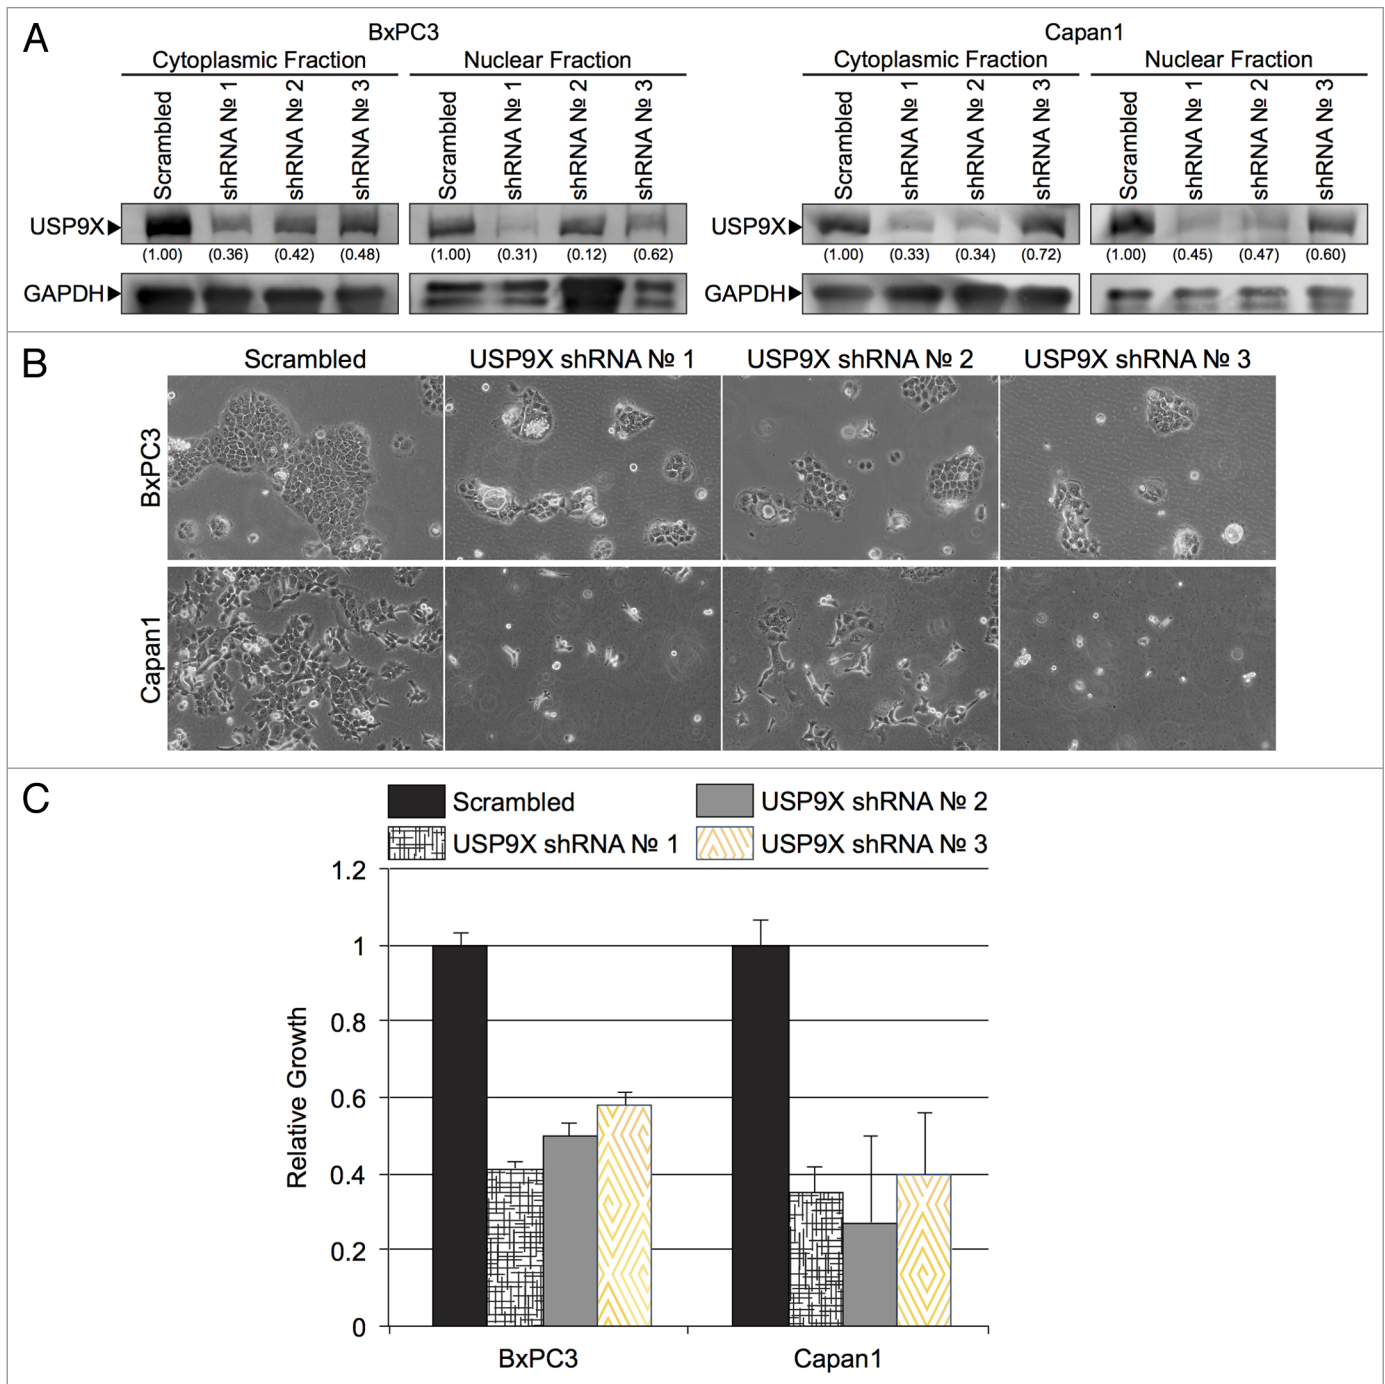 A
BxPC3
Capan1
Cytoplasmic Fraction
Nuclear Fraction
Cytoplasmic Fraction
Nuclear Fraction
Scrambled
shRNA № 1
shRNA № 2
shRNA № 3
Scrambled
shRNA № 1
shRNA № 2
shRNA № 3
Scrambled
shRNA № 1
shRNA № 2
shRNA № 3
Scrambled
shRNA № 1
shRNA № 2
shRNA № 3
USP9X
USP9X
(1.00) (0.36) (0.42) (0.48) (1.00) (0.31) (0.12) (0.62)
(1.00) (0.33) (0.34) (0.72) (1.00) (0.45) (0.47) (0.60)
GAPDH
GAPDH
B
Scrambled
USP9X shRNA № 1
USP9X shRNA № 2
USP9X shRNA № 3
BxPC3
Capan1
C
Scrambled
USP9X shRNA № 2
USP9X shRNA № 1
USP9X shRNA № 3
Relative Growth
1.2
1
0.8
0.6
0.4
0.2
0
BxPC3
Capan1